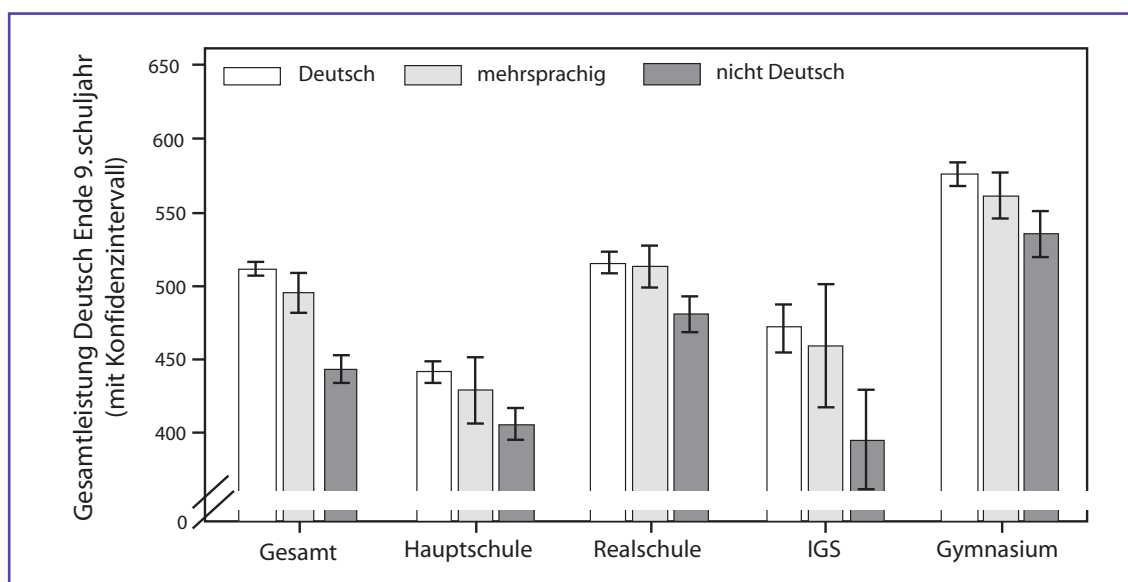 Gesamtleistung Deutsch Ende 9. schuljahr
(mit Konfidenzintervall)
650
600
550
500
450
400
0
Deutsch
mehrsprachig
nicht Deutsch
Gesamt
Hauptschule
Realschule
IGS
Gymnasium